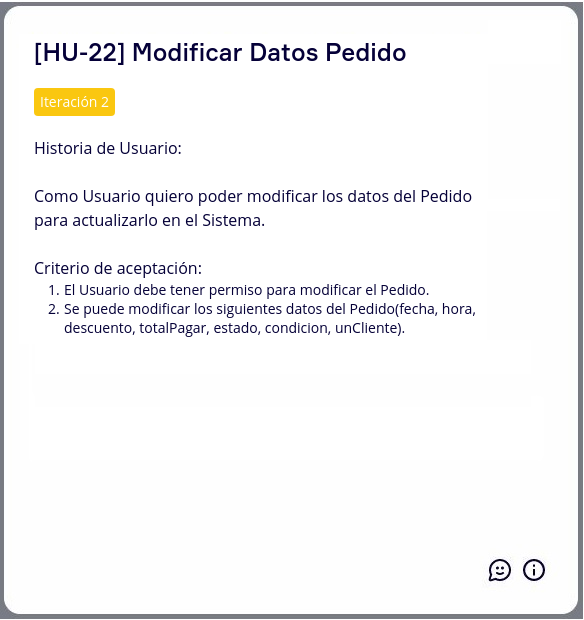 [HU-22] Modificar Datos Pedido
Iteración 2
Historia de Usuario:
Como Usuario quiero poder modificar los datos del Pedido
para actualizarlo en el Sistema.
Criterio de aceptación:
1. El Usuario debe tener permiso para modificar el Pedido.
2. Se puede modificar los siguientes datos del Pedido(fecha, hora,
descuento, totalPagar, estado, condicion, unCliente).